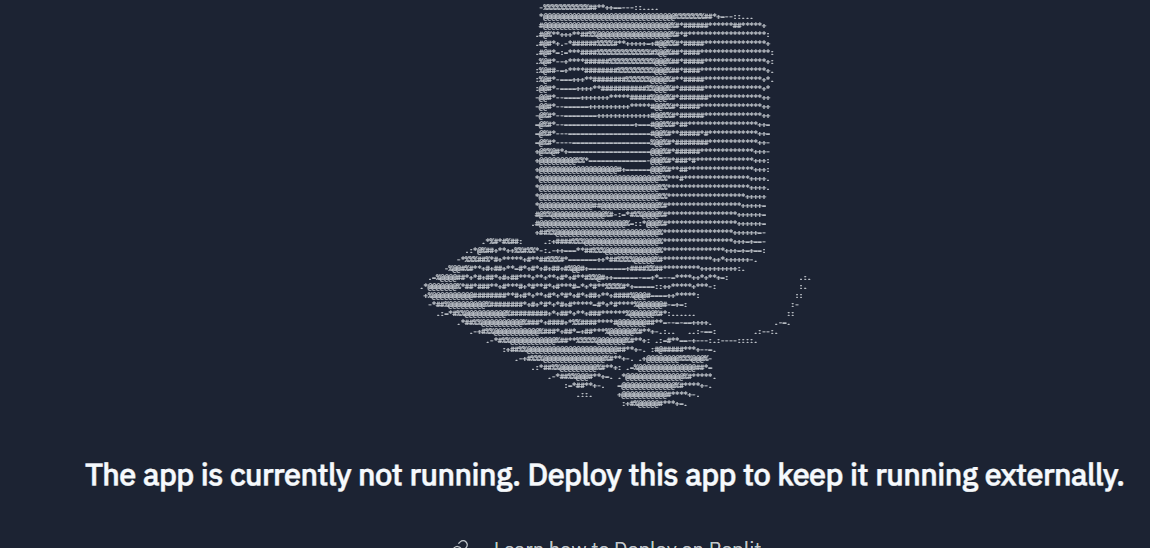 The app is currently not running. Deploy this app to keep it running externally.
Learn how to Deploy on Replit